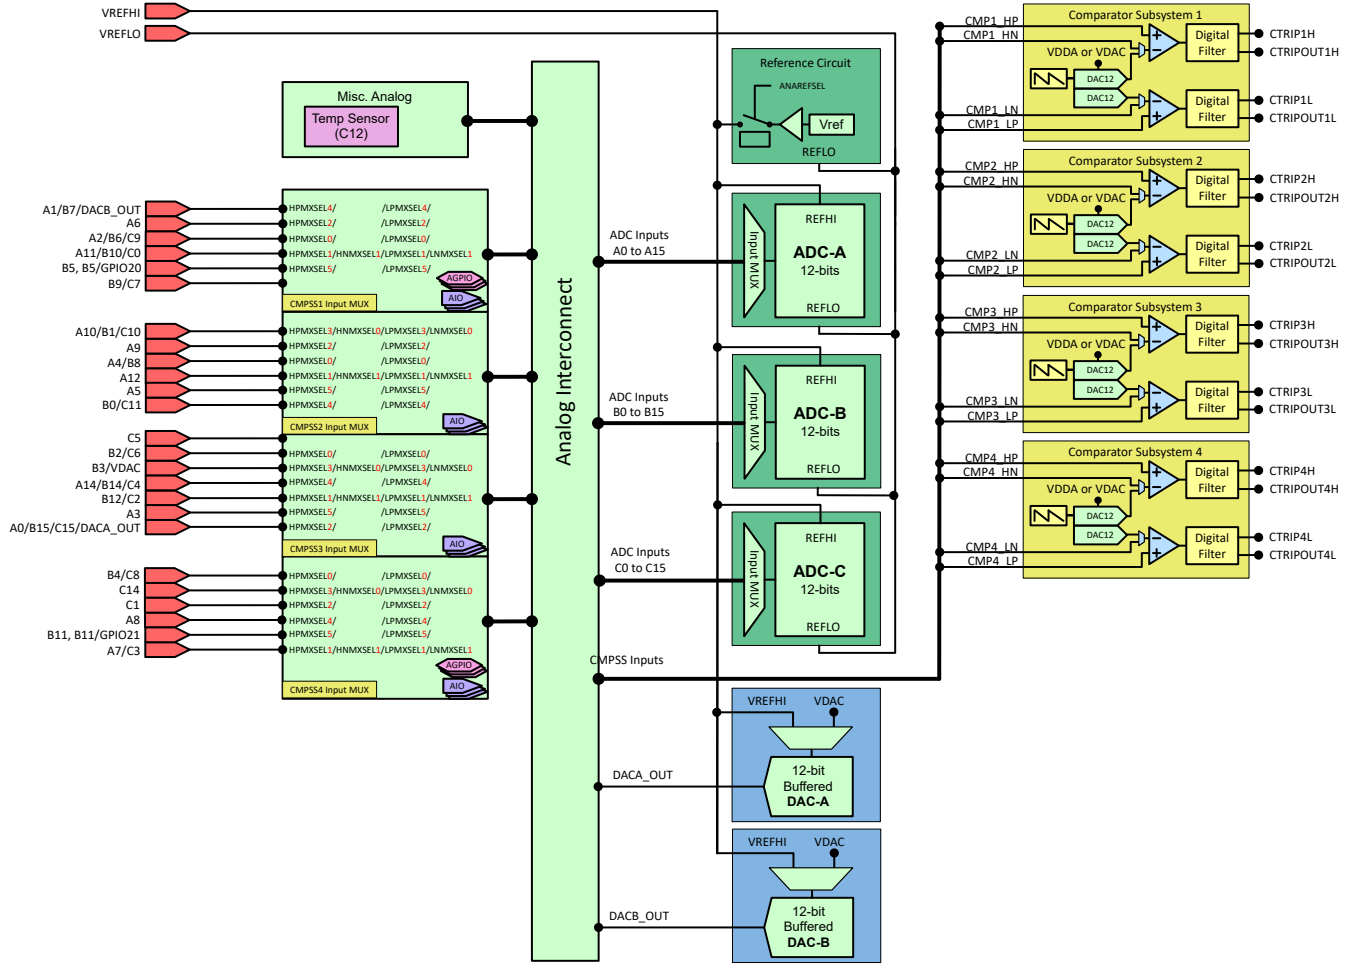 VREFHI
VREFLO
Misc. Analog
Temp Sensor
(C12)
A1/B7/DACB_OUT
A6
A2/B6/C9
A11/B10/C0
B5, B5/GPIO20
B9/C7
HPMXSEL4/ /LPMXSEL4/
HPMXSEL2/ /LPMXSEL2/
HPMXSEL0/ /LPMXSEL0/
HPMXSEL1/HNMXSEL1/LPMXSEL1/LNMXSEL1
HPMXSEL5/ /LPMXSEL5/
AGPIO
AIO
CMPSS1 Input MUX
A10/B1/C10
A9
A4/B8
A12
A5
B0/C11
HPMXSEL3/HNMXSEL0/LPMXSEL3/LNMXSEL0
HPMXSEL2/ /LPMXSEL2/
HPMXSEL0/ /LPMXSEL0/
HPMXSEL1/HNMXSEL1/LPMXSEL1/LNMXSEL1
HPMXSEL5/ /LPMXSEL5/
HPMXSEL4/ /LPMXSEL4/
AIO
CMPSS2 Input MUX
C5
B2/C6
B3/VDAC
A14/B14/C4
B12/C2
A3
A0/B15/C15/DACA_OUT
HPMXSEL0/ /LPMXSEL0/
HPMXSEL3/HNMXSEL0/LPMXSEL3/LNMXSEL0
HPMXSEL4/ /LPMXSEL4/
HPMXSEL1/HNMXSEL1/LPMXSEL1/LNMXSEL1
HPMXSEL5/ /LPMXSEL5/
HPMXSEL2/ /LPMXSEL2/
AIO
CMPSS3 Input MUX
B4/C8
C14
C1
A8
B11, B11/GPIO21
A7/C3
HPMXSEL0/ /LPMXSEL0/
HPMXSEL3/HNMXSEL0/LPMXSEL3/LNMXSEL0
HPMXSEL2/ /LPMXSEL2/
HPMXSEL4/ /LPMXSEL4/
HPMXSEL5/ /LPMXSEL5/
HPMXSEL1/HNMXSEL1/LPMXSEL1/LNMXSEL1
AGPIO
AIO
CMPSS4 Input MUX
Analog Interconnect
ADC Inputs
A0 to A15
ADC Inputs
B0 to B15
ADC Inputs
C0 to C15
CMPSS Inputs
DACA_OUT
DACB_OUT
Reference Circuit
ANAREFSEL
Vref
REFLO
Input MUX
REFHI
ADC-A
12-bits
REFLO
Input MUX
REFHI
ADC-B
12-bits
REFLO
Input MUX
REFHI
ADC-C
12-bits
REFLO
VREFHI VDAC
12-bit
Buffered
DAC-A
VREFHI VDAC
12-bit
Buffered
DAC-B
Comparator Subsystem 1
CMP1_HP
CMP1_HN
VDDA or VDAC
DAC12
DAC12
CMP1_LN
CMP1_LP
Digital
Filter
Digital
Filter
CTRIP1H
CTRIPOUT1H
CTRIP1L
CTRIPOUT1L
Comparator Subsystem 2
CMP2_HP
CMP2_HN
VDDA or VDAC
DAC12
DAC12
CMP2_LN
CMP2_LP
Digital
Filter
Digital
Filter
CTRIP2H
CTRIPOUT2H
CTRIP2L
CTRIPOUT2L
Comparator Subsystem 3
CMP3_HP
CMP3_HN
VDDA or VDAC
DAC12
DAC12
CMP3_LN
CMP3_LP
Digital
Filter
Digital
Filter
CTRIP3H
CTRIPOUT3H
CTRIP3L
CTRIPOUT3L
Comparator Subsystem 4
CMP4_HP
CMP4_HN
VDDA or VDAC
DAC12
DAC12
CMP4_LN
CMP4_LP
Digital
Filter
Digital
Filter
CTRIP4H
CTRIPOUT4H
CTRIP4L
CTRIPOUT4L